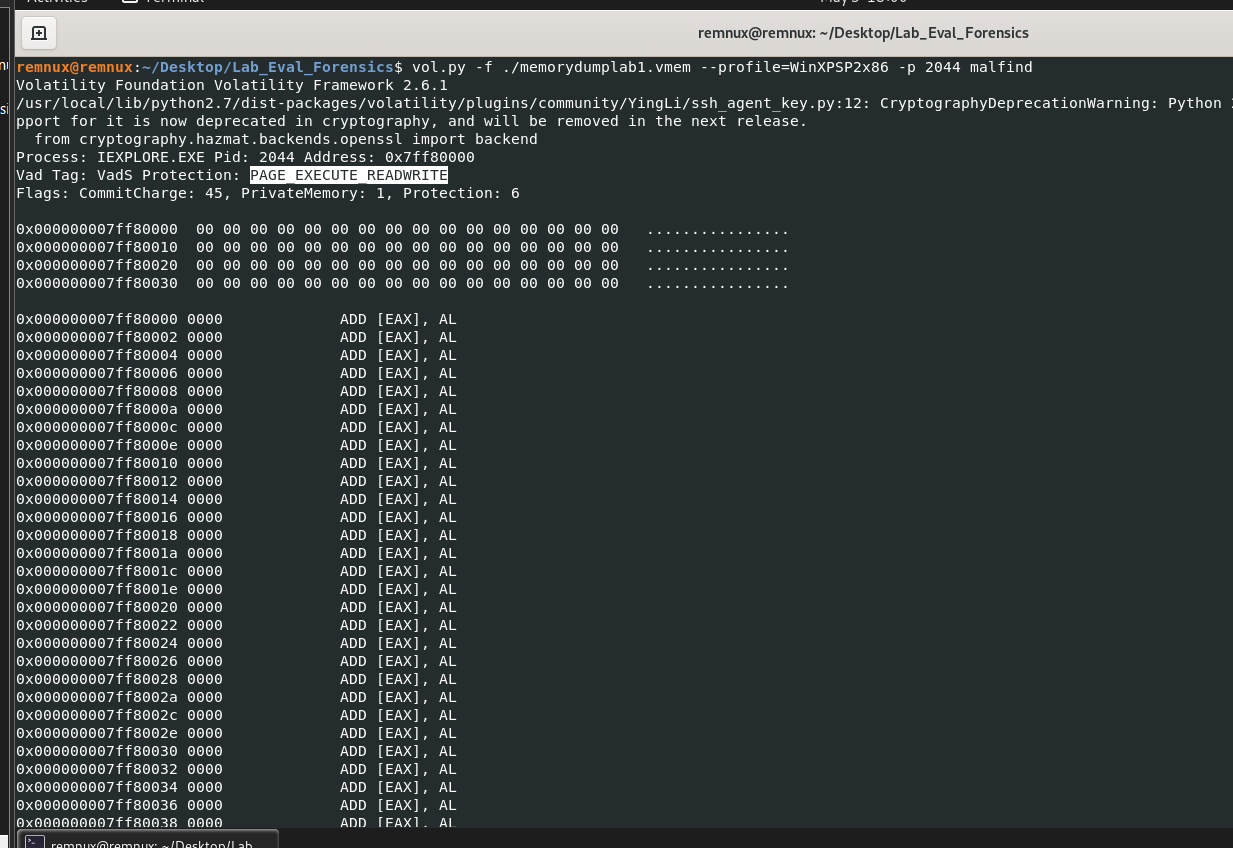 remnux@remnux: ~/Desktop/Lab_Eval_Forensics
remnux@remnux:~/Desktop/Lab_Eval_Forensics$ vol.py -f ./memorydumplab1.vmem --profile=WinXPSP2x86 -p 2044 malfind
Volatility Foundation Volatility Framework 2.6.1
/usr/local/lib/python2.7/dist-packages/volatility/plugins/community/YingLi/ssh_agent_key.py:12: CryptographyDeprecationWarning: Python
pport for it is now deprecated in cryptography, and will be removed in the next release.
  from cryptography.hazmat.backends.openssl import backend
Process: IEXPLORE.EXE Pid: 2044 Address: 0x7ff80000
Vad Tag: VadS Protection: PAGE_EXECUTE_READWRITE
Flags: CommitCharge: 45, PrivateMemory: 1, Protection: 6
0x000000007ff80000  00 00 00 00 00 00 00 00 00 00 00 00 00 00 00 00   ................
0x000000007ff80010  00 00 00 00 00 00 00 00 00 00 00 00 00 00 00 00   ................
0x000000007ff80020  00 00 00 00 00 00 00 00 00 00 00 00 00 00 00 00   ................
0x000000007ff80030  00 00 00 00 00 00 00 00 00 00 00 00 00 00 00 00   ................
0x000000007ff80000 0000             ADD [EAX], AL
0x000000007ff80002 0000             ADD [EAX], AL
0x000000007ff80004 0000             ADD [EAX], AL
0x000000007ff80006 0000             ADD [EAX], AL
0x000000007ff80008 0000             ADD [EAX], AL
0x000000007ff8000a 0000             ADD [EAX], AL
0x000000007ff8000c 0000             ADD [EAX], AL
0x000000007ff8000e 0000             ADD [EAX], AL
0x000000007ff80010 0000             ADD [EAX], AL
0x000000007ff80012 0000             ADD [EAX], AL
0x000000007ff80014 0000             ADD [EAX], AL
0x000000007ff80016 0000             ADD [EAX], AL
0x000000007ff80018 0000             ADD [EAX], AL
0x000000007ff8001a 0000             ADD [EAX], AL
0x000000007ff8001c 0000             ADD [EAX], AL
0x000000007ff8001e 0000             ADD [EAX], AL
0x000000007ff80020 0000             ADD [EAX], AL
0x000000007ff80022 0000             ADD [EAX], AL
0x000000007ff80024 0000             ADD [EAX], AL
0x000000007ff80026 0000             ADD [EAX], AL
0x000000007ff80028 0000             ADD [EAX], AL
0x000000007ff8002a 0000             ADD [EAX], AL
0x000000007ff8002c 0000             ADD [EAX], AL
0x000000007ff8002e 0000             ADD [EAX], AL
0x000000007ff80030 0000             ADD [EAX], AL
0x000000007ff80032 0000             ADD [EAX], AL
0x000000007ff80034 0000             ADD [EAX], AL
0x000000007ff80036 0000             ADD [EAX], AL
0x000000007ff80038 0000             ADD [EAX], AL
remnux@remnux: ~/Desktop/Lab